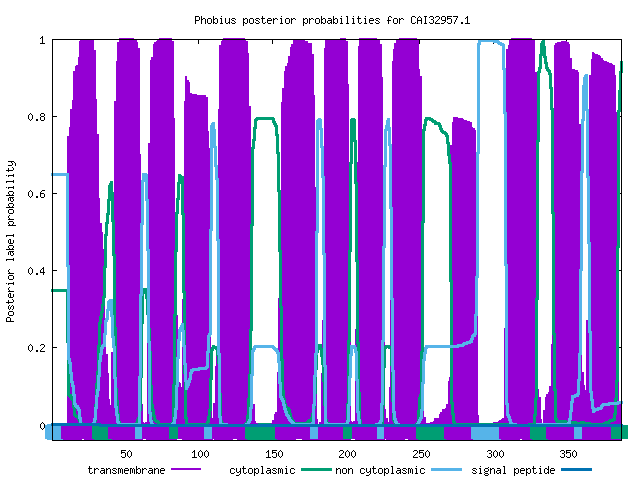 Phobius posterior probabilities for CAI32957.1
1
0.8
0.6
0.4
0.2
0
Posterior label probability
50 100 150 200 250 300 350
transmembrane cytoplasmic non cytoplasmic signal peptide